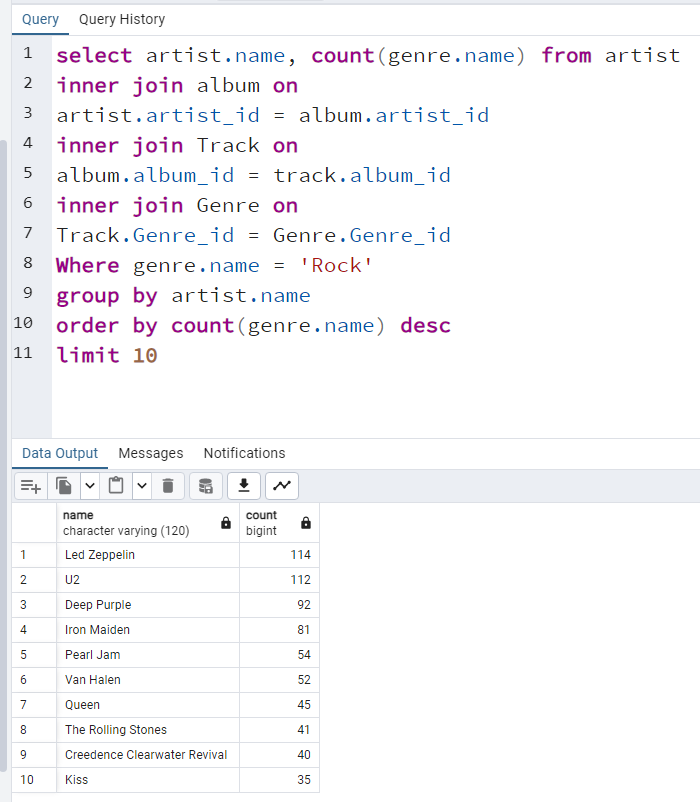 Query Query History
1 select artist.name, count(genre.name) from artist
2 inner join album on
3 artist.artist_id = album.artist_id
4 inner join Track on
5 album.album_id = track.album_id
6 inner join Genre on
7 Track.Genre_id = Genre.Genre_id
8 Where genre.name = 'Rock'
9 group by artist.name
10 order by count(genre.name) desc
11 limit 10
Data Output Messages Notifications
name count
character varying (120) bigint
1 Led Zeppelin 114
2 U2 112
3 Deep Purple 92
4 Iron Maiden 81
5 Pearl Jam 54
6 Van Halen 52
7 Queen 45
8 The Rolling Stones 41
9 Creedence Clearwater Revival 40
10 Kiss 35